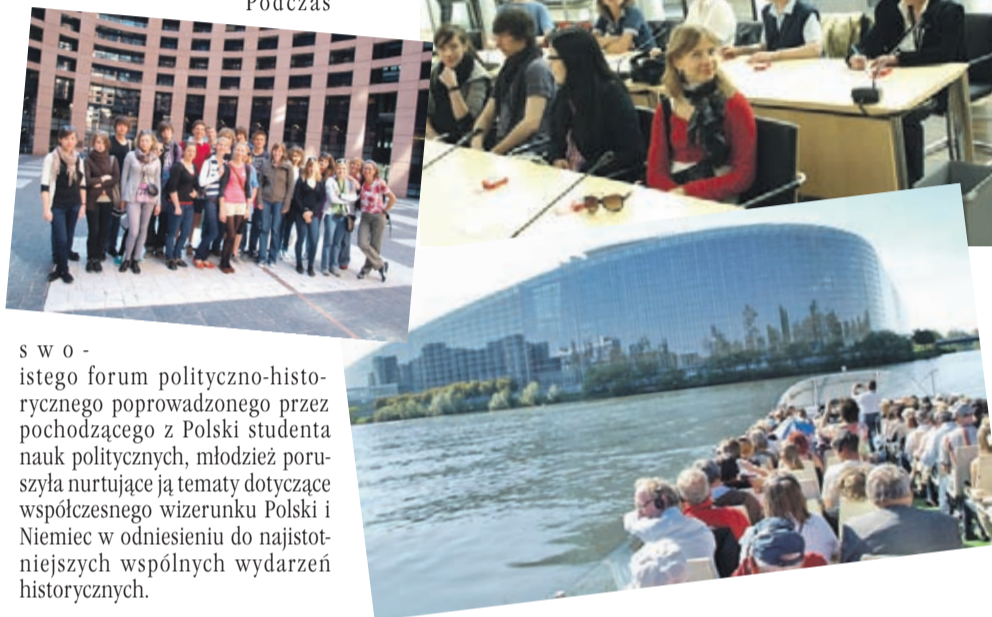 Podczas
swo-
istego forum polityczno-histo-
rycznego poprowadzonego przez
pochodzącego z Polski studenta
nauk politycznych, młodzież poru-
szyła nurtujące ją tematy dotyczące
współczesnego wizerunku Polski i
Niemiec w odniesieniu do najistot-
niejszych wspólnych wydarzeń
historycznych.